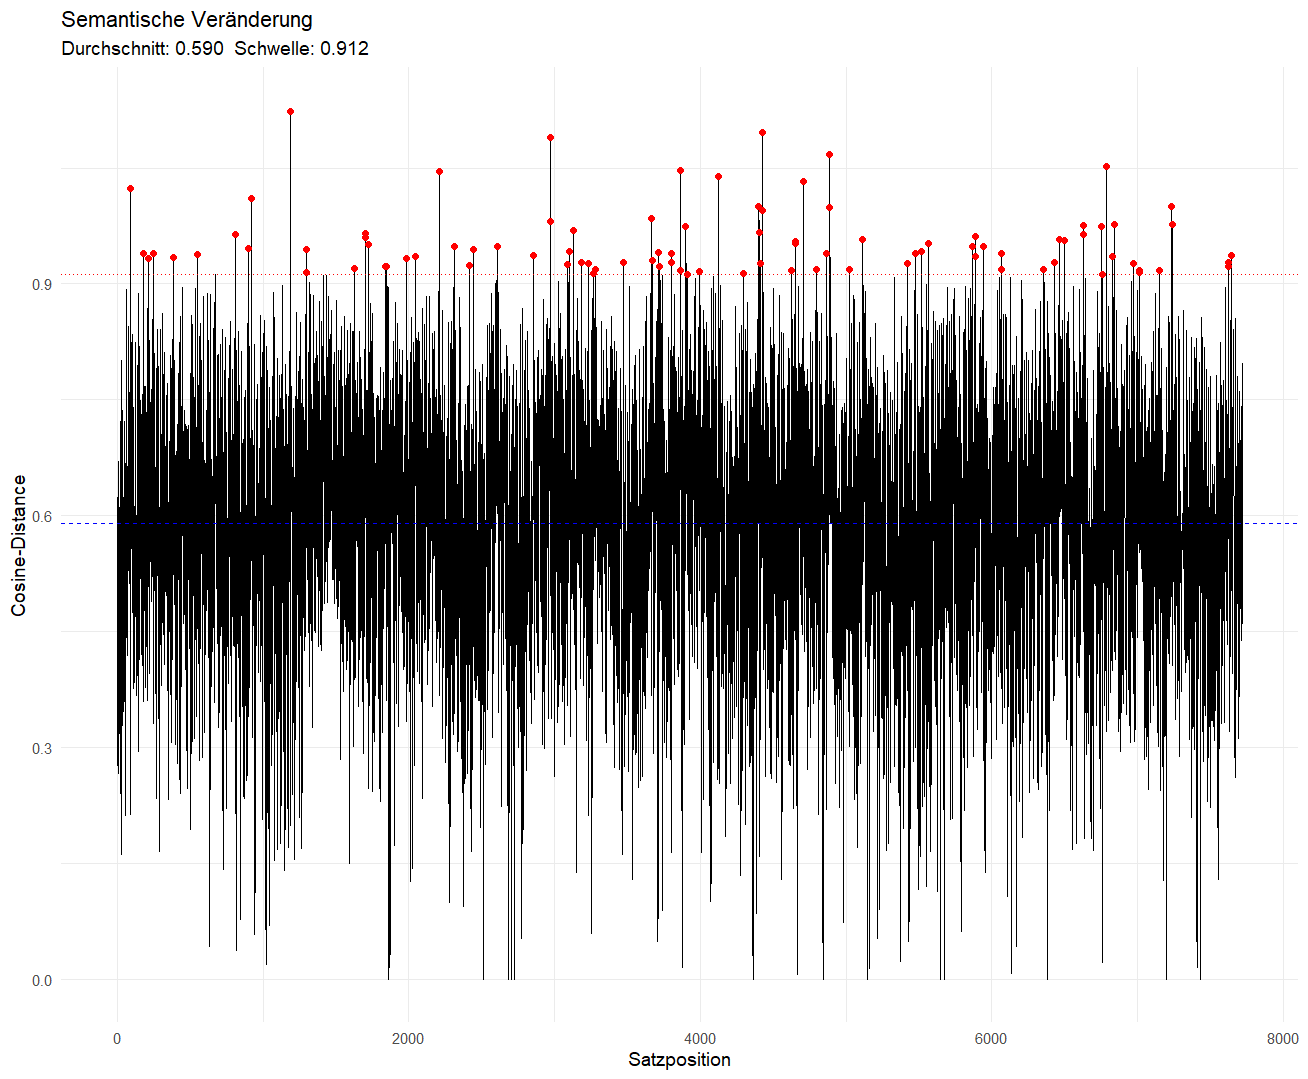 Semantische Veränderung
Durchschnitt: 0.590  Schwelle: 0.912
Cosine-Distance
0.9
0.6
0.3
0.0
0
2000
4000
6000
8000
Satzposition